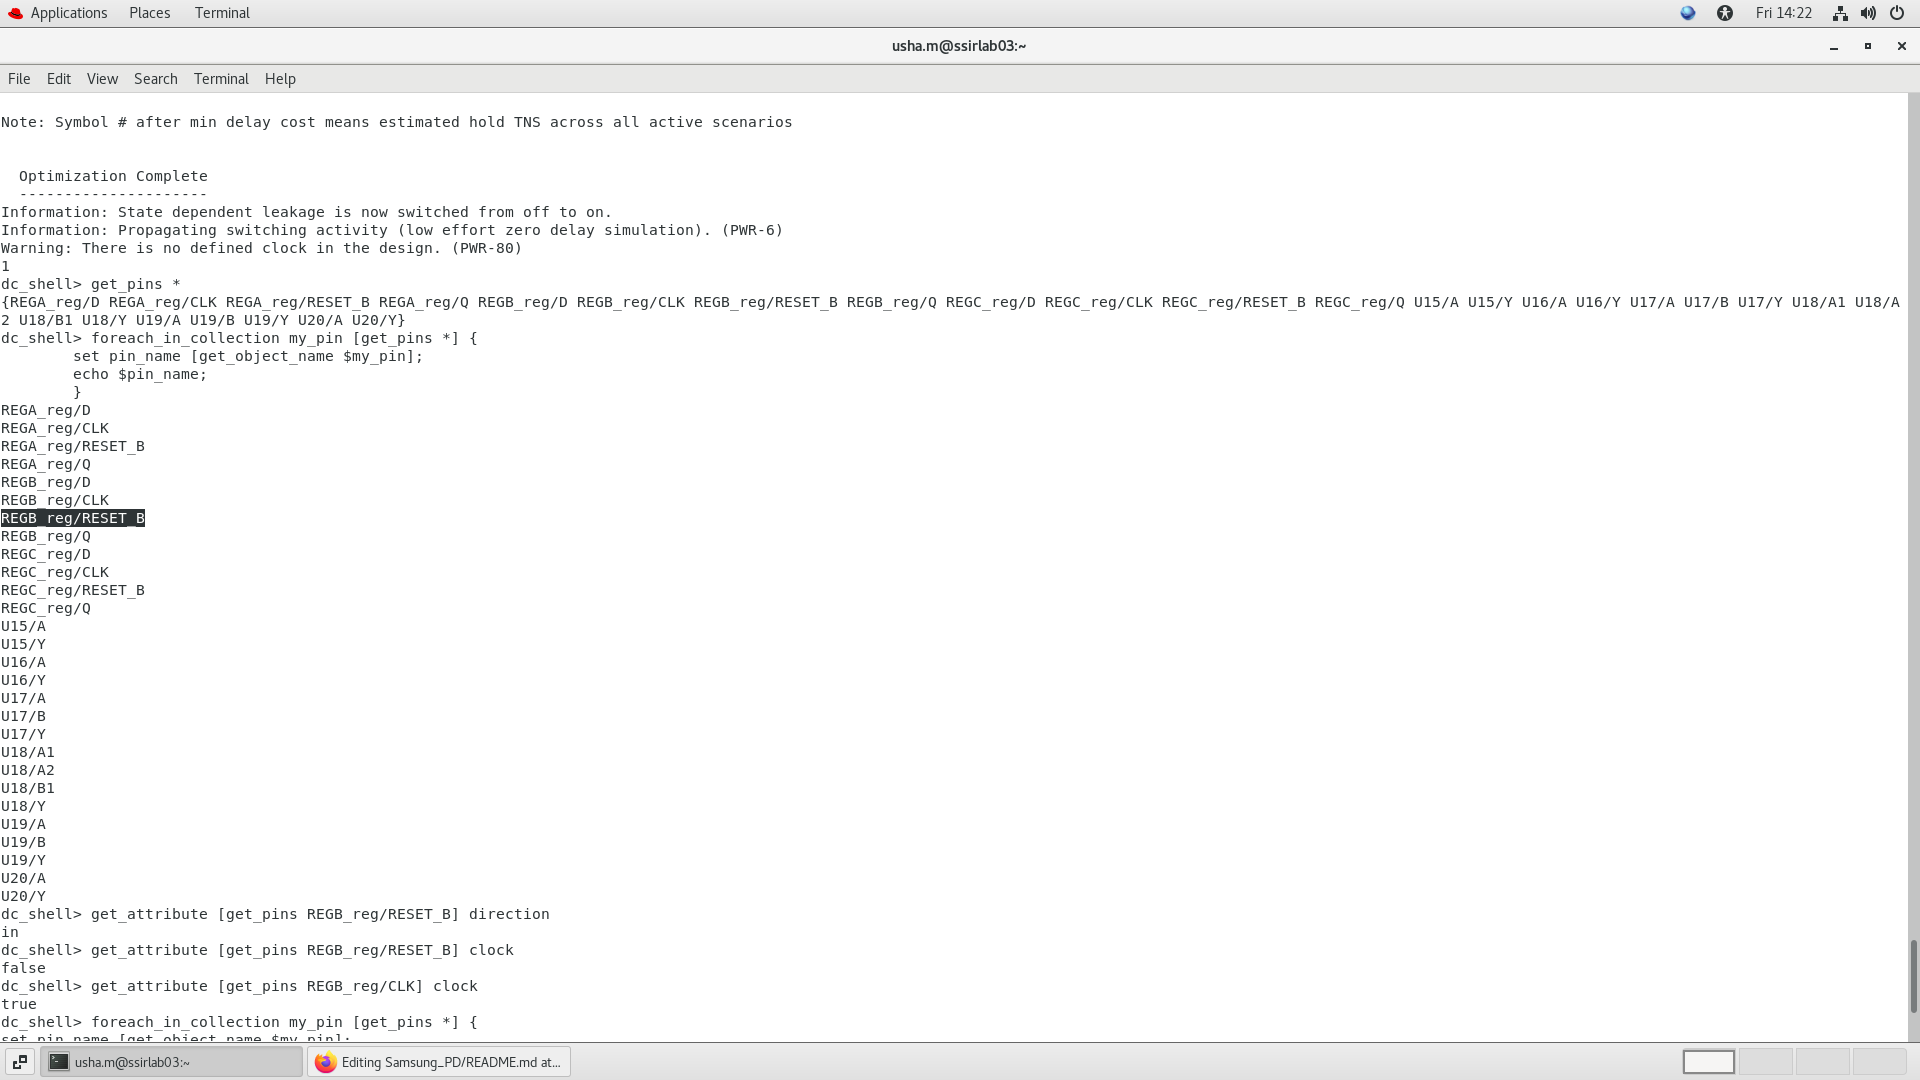 Applications Places Terminal Fri 14:22
usha.m@ssirlab03:~
File Edit View Search Terminal Help
Note: Symbol # after min delay cost means estimated hold TNS across all active scenarios
Optimization Complete
---------------------
Information: State dependent leakage is now switched from off to on.
Information: Propagating switching activity (low effort zero delay simulation). (PWR-6)
Warning: There is no defined clock in the design. (PWR-80)
1
dc_shell> get_pins *
{REGA_reg/D REGA_reg/CLK REGA_reg/RESET_B REGA_reg/Q REGB_reg/D REGB_reg/CLK REGB_reg/RESET_B REGB_reg/Q REGC_reg/D REGC_reg/CLK REGC_reg/RESET_B REGC_reg/Q U15/A U15/Y U16/A U16/Y U17/A U17/B U17/Y U18/A1 U18/A
2 U18/B1 U18/Y U19/A U19/B U19/Y U20/A U20/Y}
dc_shell> foreach_in_collection my_pin [get_pins *] {
set pin_name [get_object_name $my_pin];
echo $pin_name;
}
REGA_reg/D
REGA_reg/CLK
REGA_reg/RESET_B
REGA_reg/Q
REGB_reg/D
REGB_reg/CLK
REGB_reg/RESET_B
REGB_reg/Q
REGC_reg/D
REGC_reg/CLK
REGC_reg/RESET_B
REGC_reg/Q
U15/A
U15/Y
U16/A
U16/Y
U17/A
U17/B
U17/Y
U18/A1
U18/A2
U18/B1
U18/Y
U19/A
U19/B
U19/Y
U20/A
U20/Y
dc_shell> get_attribute [get_pins REGB_reg/RESET_B] direction
in
dc_shell> get_attribute [get_pins REGB_reg/RESET_B] clock
false
dc_shell> get_attribute [get_pins REGB_reg/CLK] clock
true
dc_shell> foreach_in_collection my_pin [get_pins *] {
set pin_name [get_object_name $my_pin];
usha.m@ssirlab03:~ Editing Samsung_PD/README.md at...